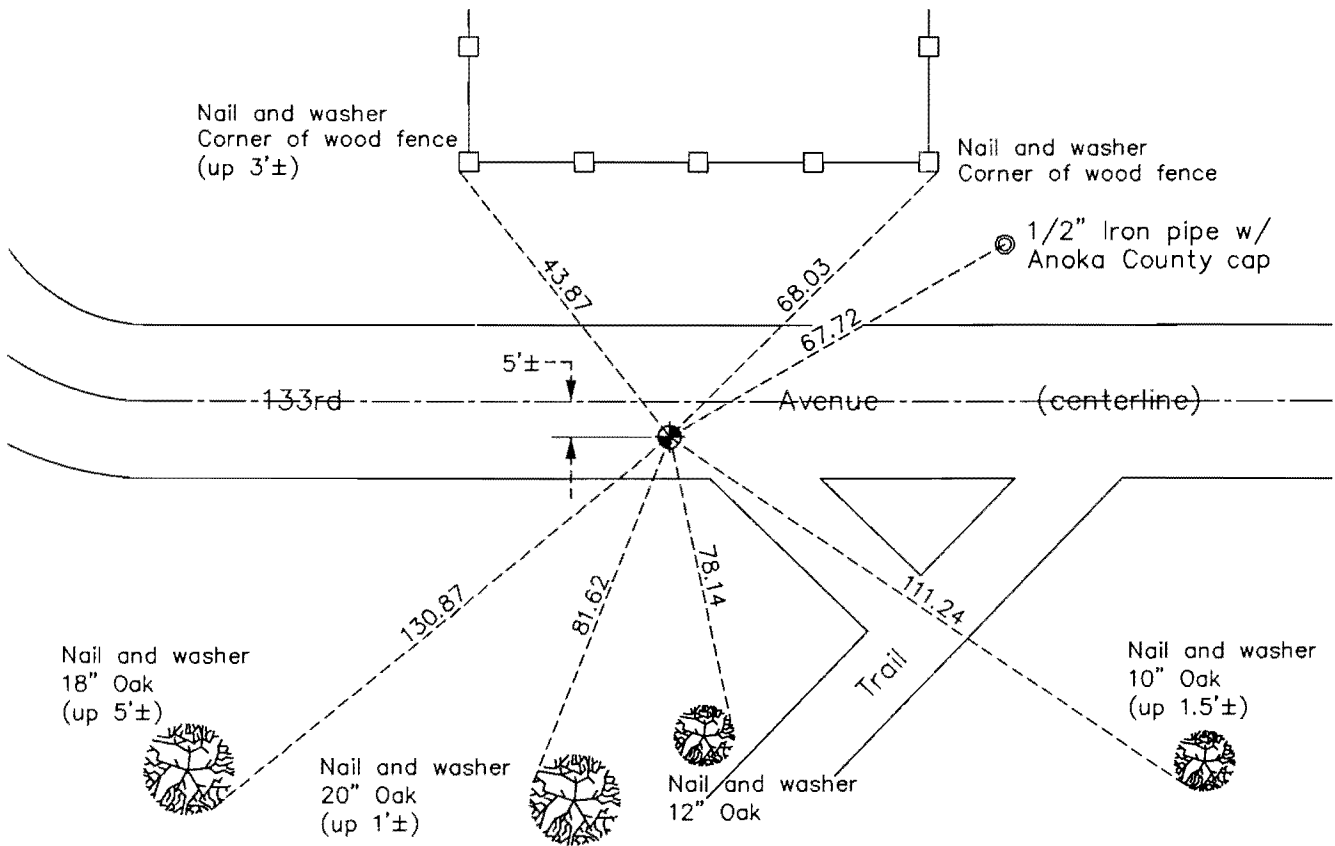 Nail and washer
Corner of wood fence
(up 3'±)
Nail and washer
Corner of wood fence
1/2" Iron pipe w/
Anoka County cap
43.87
68.03
67.72
5'±
133rd Avenue (centerline)
130.87
81.62
78.14
111.24
Trail
Nail and washer
18" Oak
(up 5'±)
Nail and washer
20" Oak
(up 1'±)
Nail and washer
12" Oak
Nail and washer
10" Oak
(up 1.5'±)